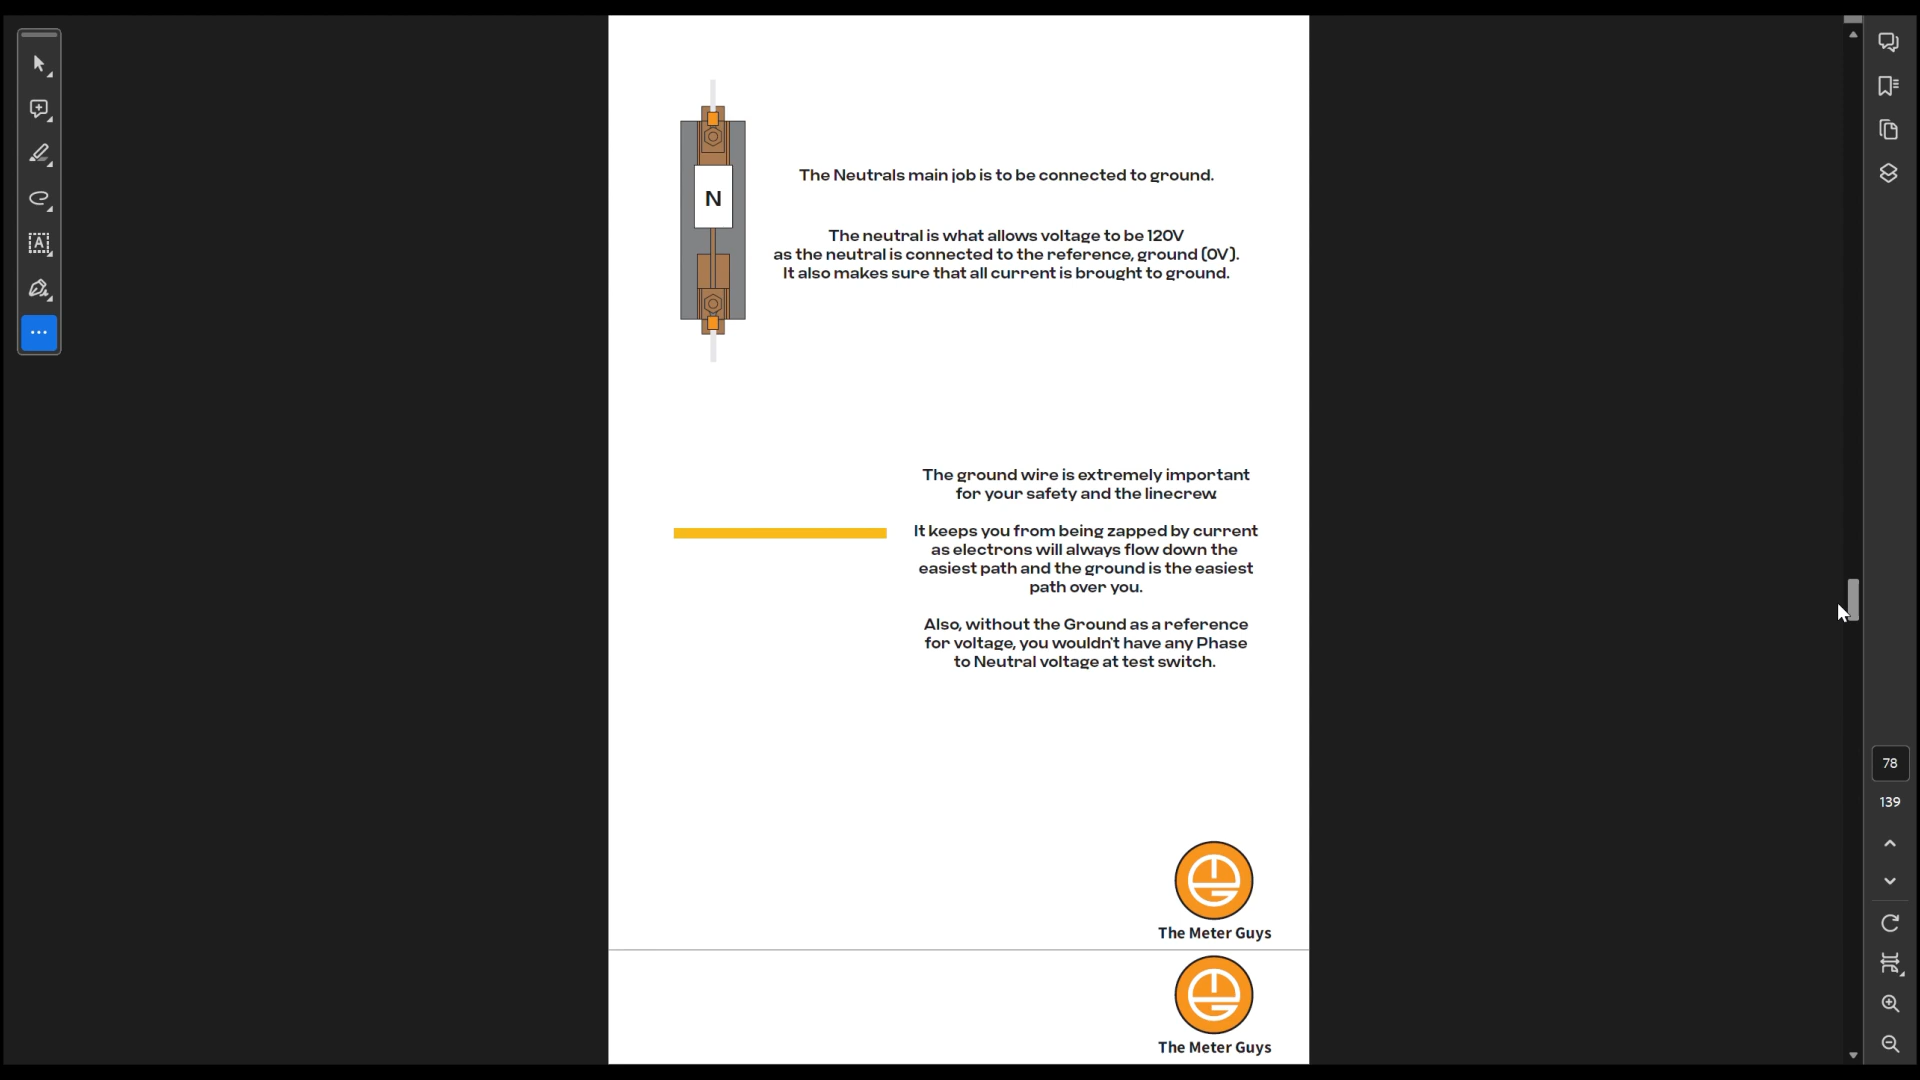 N
The Neutrals main job is to be connected to ground.
The neutral is what allows voltage to be 120V
as the neutral is connected to the reference, ground (0V).
It also makes sure that all current is brought to ground.
The ground wire is extremely important
for your safety and the linecrew.
It keeps you from being zapped by current
as electrons will always flow down the
easiest path and the ground is the easiest
path over you.
Also, without the Ground as a reference
for voltage, you wouldn't have any Phase
to Neutral voltage at test switch.
The Meter Guys
The Meter Guys
78
139